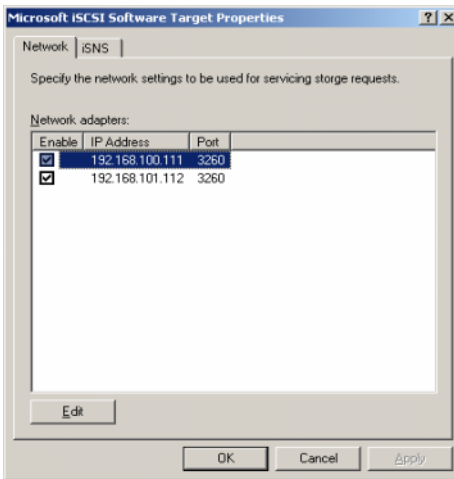 Microsoft iSCSI Software Target Properties
Network iSNS
Specify the network settings to be used for servicing storge requests.
Network adapters:
Enable IP Address Port
192.168.100.111 3260
192.168.101.112 3260
Edit
OK Cancel Apply